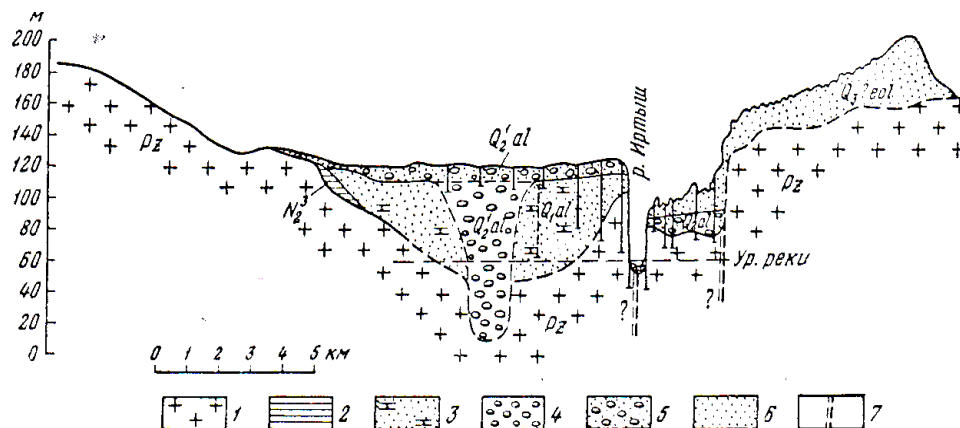 м
200
180
160
140
120
100
80
60
40
20
0
Pz
N₂³
Q₂¹al
Q₂¹al
Q₁al
р. Иртыш
Q₃²eol
Pz
Ур. реки
?
?
Pz
0 1 2 3 4 5 км
1 2 3 4 5 6 7